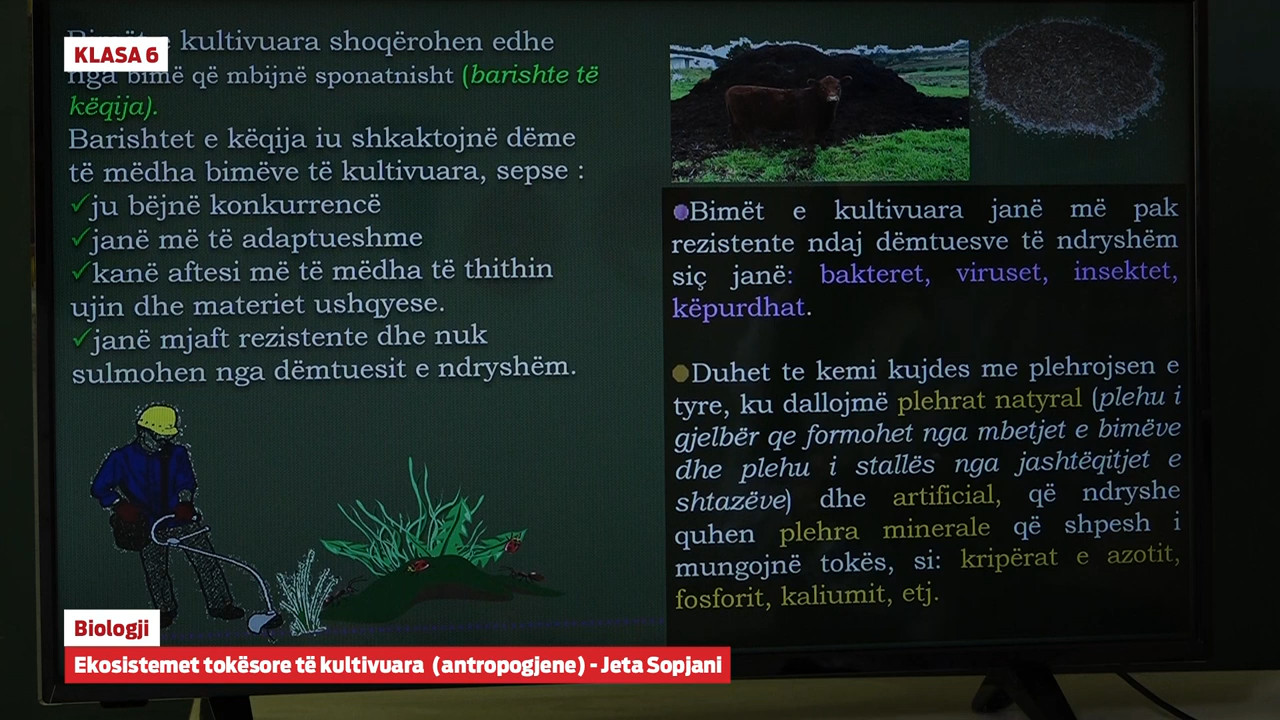 KLASA 6
kultivuara shoqërohen edhe
nga bimë që mbijnë sponatnisht (barishte të
këqija).
Barishtet e këqija iu shkaktojnë dëme
të mëdha bimëve të kultivuara, sepse :
✓ju bëjnë konkurrencë
✓janë më të adaptueshme
✓kanë aftesi më të mëdha të thithin
ujin dhe materiet ushqyese.
✓janë mjaft rezistente dhe nuk
sulmohen nga dëmtuesit e ndryshëm.
Bimët e kultivuara janë më pak
rezistente ndaj dëmtuesve të ndryshëm
siç janë: bakteret, viruset, insektet,
këpurdhat.
Duhet te kemi kujdes me plehrojsen e
tyre, ku dallojmë plehrat natyral (plehu i
gjelbër qe formohet nga mbetjet e bimëve
dhe plehu i stallës nga jashtëqitjet e
shtazëve) dhe artificial, që ndryshe
quhen plehra minerale që shpesh i
mungojnë tokës, si: kripërat e azotit,
fosforit, kaliumit, etj.
Biologji
Ekosistemet tokësore të kultivuara (antropogjene) - Jeta Sopjani